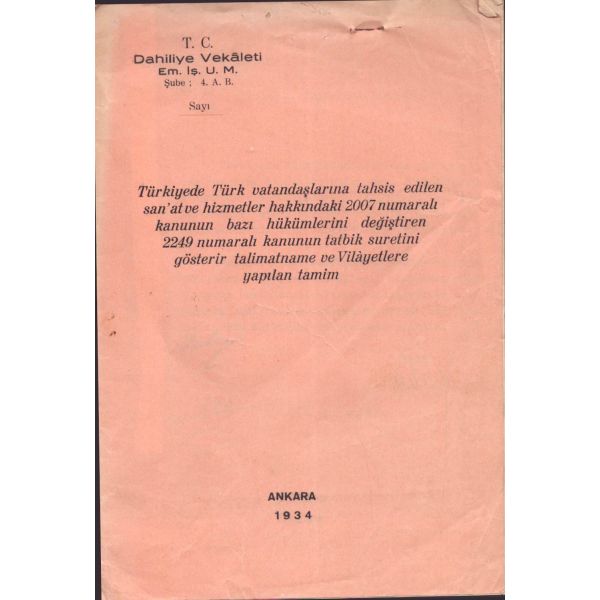 T. C.
Dahiliye Vekâleti
Em. İş. U. M.
Şube ; 4. A. B.
Sayı
Türkiyede Türk vatandaşlarına tahsis edilen
san'at ve hizmetler hakkındaki 2007 numaralı
kanunun bazı hükümlerini değiştiren
2249 numaralı kanunun tatbik suretini
gösterir talimatname ve Vilâyetlere
yapılan tamim
ANKARA
1934